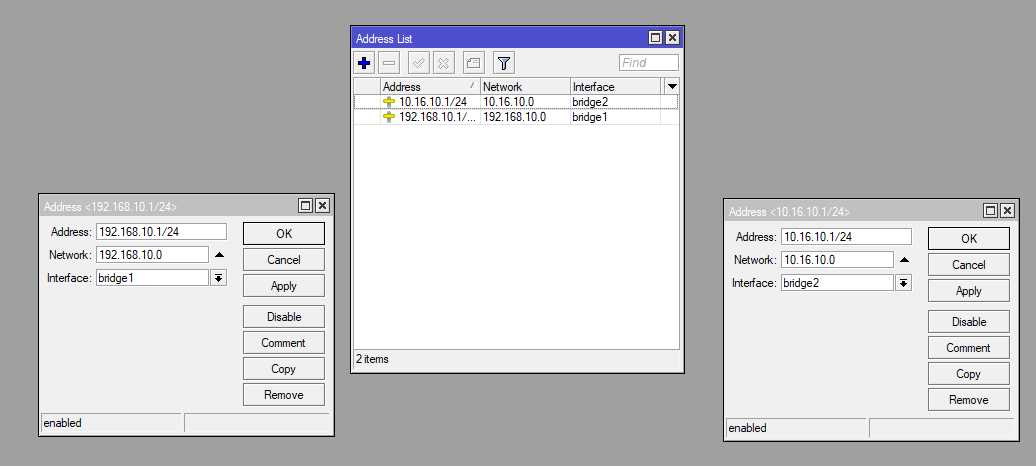 Address List
Find
Address Network Interface
10.16.10.1/24 10.16.10.0 bridge2
192.168.10.1/... 192.168.10.0 bridge1
2 items
Address <192.168.10.1/24>
Address: 192.168.10.1/24
Network: 192.168.10.0
Interface: bridge1
OK
Cancel
Apply
Disable
Comment
Copy
Remove
enabled
Address <10.16.10.1/24>
Address: 10.16.10.1/24
Network: 10.16.10.0
Interface: bridge2
OK
Cancel
Apply
Disable
Comment
Copy
Remove
enabled